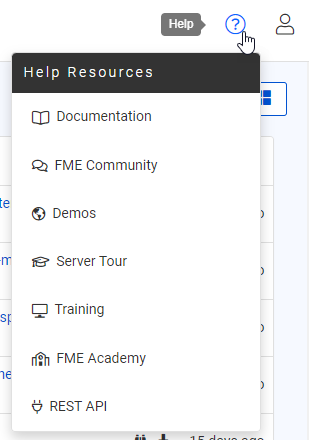 Help
Help Resources
Documentation
FME Community
Demos
Server Tour
Training
FME Academy
REST API
15 days ago